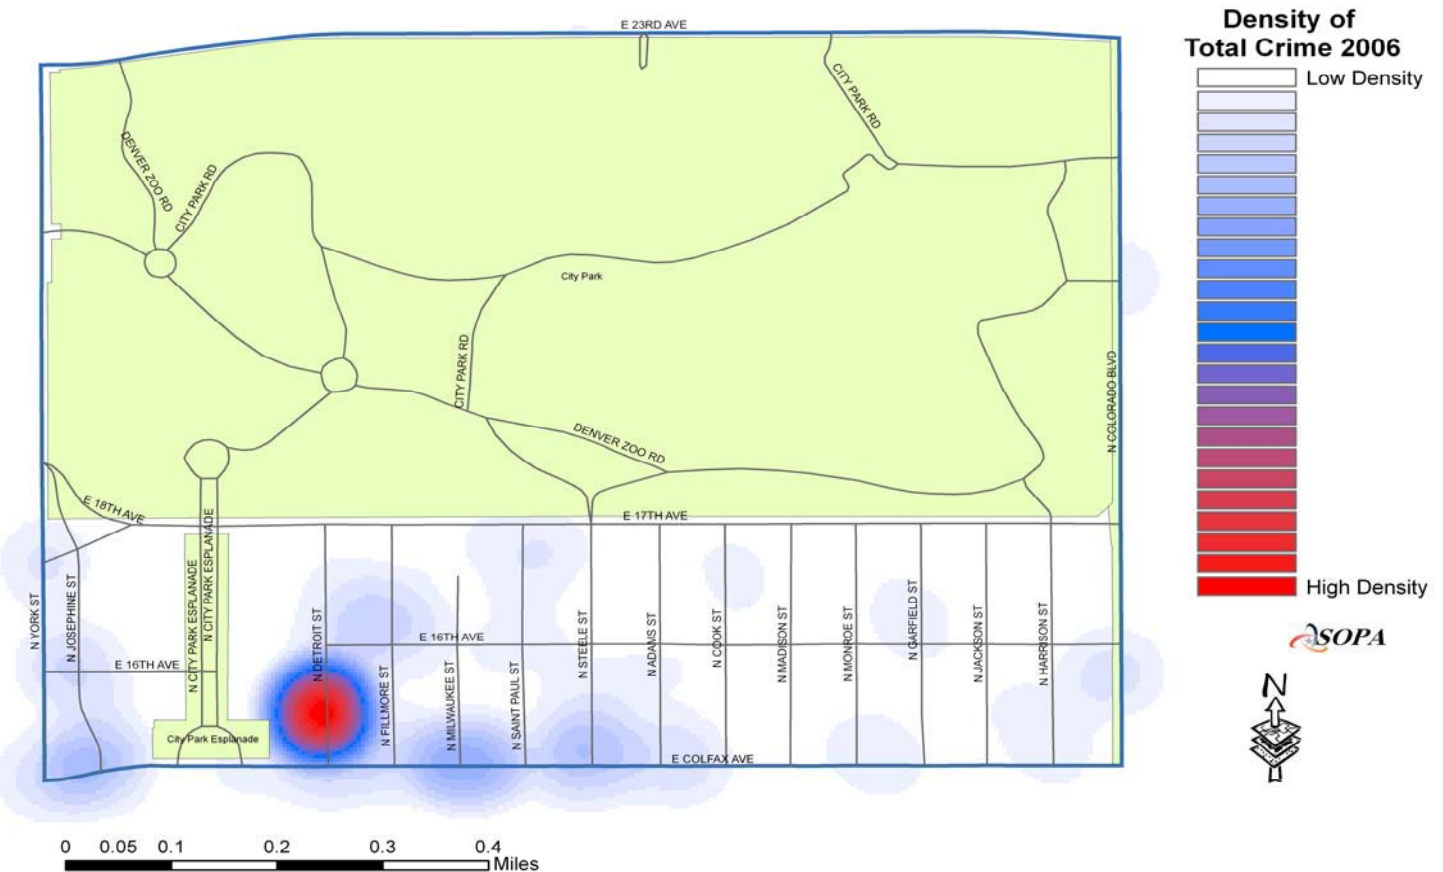 E 23RD AVE
Density of
Total Crime 2006
Low Density
High Density
SOPA
N
CITY PARK RD
DENVER ZOO RD
CITY PARK RD
City Park
CITY PARK RD
N COLORADO BLVD
DENVER ZOO RD
E 18TH AVE
E 17TH AVE
N YORK ST
N JOSEPHINE ST
N CITY PARK ESPLANADE
N CITY PARK ESPLANADE
E 16TH AVE
N DETROIT ST
N FILLMORE ST
E 16TH AVE
N MILWAUKEE ST
N SAINT PAUL ST
N STEELE ST
N ADAMS ST
N COOK ST
N MADISON ST
N MONROE ST
N GARFIELD ST
N JACKSON ST
N HARRISON ST
City Park Esplanade
E COLFAX AVE
0 0.05 0.1 0.2 0.3 0.4
Miles